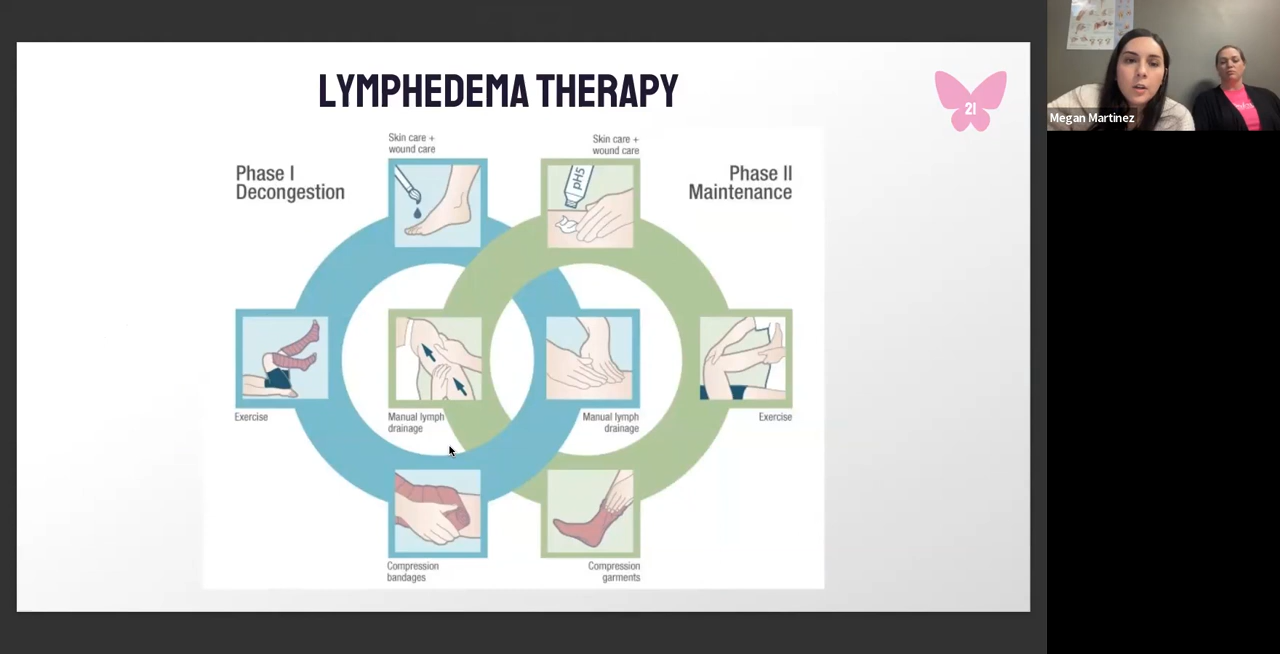 LYMPHEDEMA THERAPY
21
Megan Martinez
Skin care +
wound care
Skin care +
wound care
Phase I
Decongestion
Phase II
Maintenance
pH5
Exercise
Manual lymph
drainage
Manual lymph
drainage
Exercise
Compression
bandages
Compression
garments